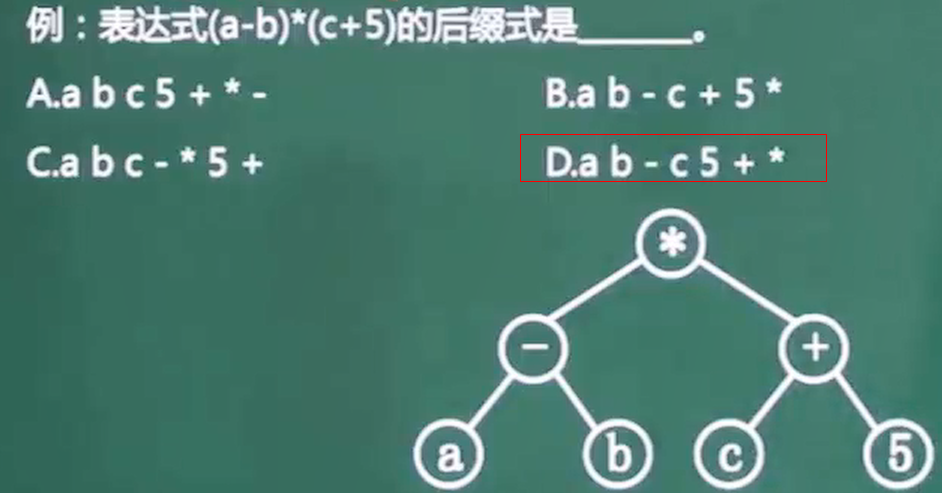 例：表达式(a-b)*(c+5)的后缀式是______。
A.a b c 5 + * -
B.a b - c + 5 *
C.a b c - * 5 +
D.a b - c 5 + *
*
- +
a b c 5